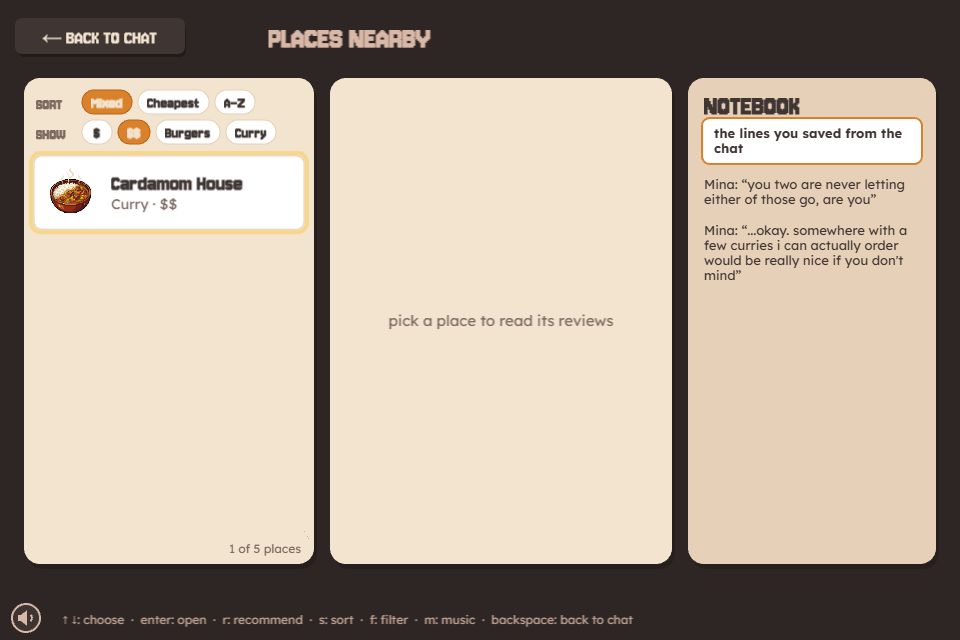 ← BACK TO CHAT
PLACES NEARBY
SORT Mixed Cheapest A-Z
SHOW $ $$ Burgers Curry
Cardamom House
Curry · $$
1 of 5 places
pick a place to read its reviews
NOTEBOOK
the lines you saved from the
chat
Mina: “you two are never letting
either of those go, are you”
Mina: “...okay. somewhere with a
few curries i can actually order
would be really nice if you don't
mind”
↑ ↓: choose · enter: open · r: recommend · s: sort · f: filter · m: music · backspace: back to chat